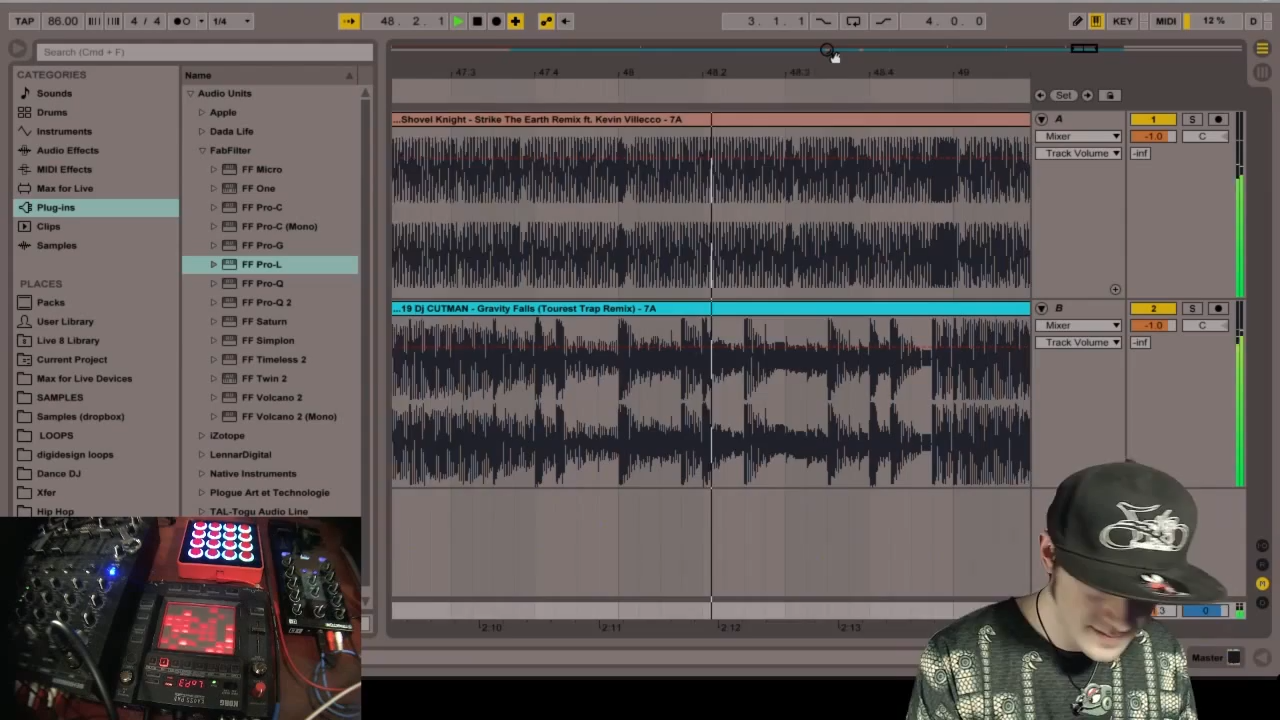 TAP 86.00 4 / 4 1/4 48 . 2 . 1 3 . 1 . 1 4 . 0 . 0 KEY MIDI 12 % D
Search (Cmd + F)
CATEGORIES
Sounds
Drums
Instruments
Audio Effects
MIDI Effects
Max for Live
Plug-ins
Clips
Samples
PLACES
Packs
User Library
Live 8 Library
Current Project
Max for Live Devices
SAMPLES
Samples (dropbox)
LOOPS
digidesign loops
Dance DJ
Xfer
Hip Hop
Name
Audio Units
Apple
Dada Life
FabFilter
FF Micro
FF One
FF Pro-C
FF Pro-C (Mono)
FF Pro-G
FF Pro-L
FF Pro-Q
FF Pro-Q 2
FF Saturn
FF Simplon
FF Timeless 2
FF Twin 2
FF Volcano 2
FF Volcano 2 (Mono)
iZotope
LennarDigital
Native Instruments
Plogue Art et Technologie
TAL-Togu Audio Line
47.3 47.4 48 48.2 48.3 48.4 49
Set
...Shovel Knight - Strike The Earth Remix ft. Kevin Villecco - 7A
A 1 S
Mixer -1.0 C
Track Volume -inf
...19 Dj CUTMAN - Gravity Falls (Tourest Trap Remix) - 7A
B 2 S
Mixer -1.0 C
Track Volume -inf
0
2:10 2:11 2:12 2:13
Master
KORG